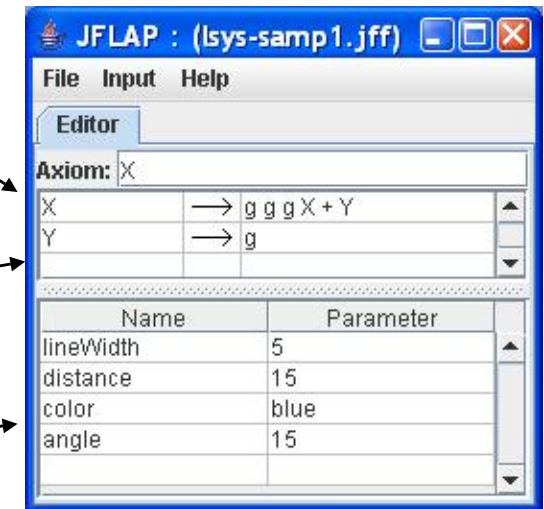 JFLAP : (lsys-samp1.jff)
File Input Help
Editor
Axiom: X
X → g g g X + Y
Y → g
Name Parameter
lineWidth 5
distance 15
color blue
angle 15